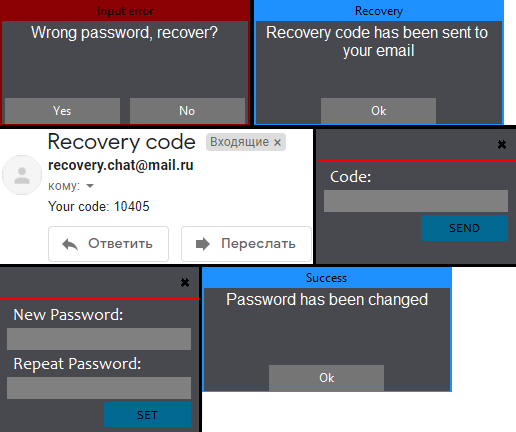 Input error
Wrong password, recover?
Yes
No
Recovery
Recovery code has been sent to
your email
Ok
Recovery code
Входящие ×
recovery.chat@mail.ru
кому:
Your code: 10405
Ответить
Переслать
Code:
SEND
New Password:
Repeat Password:
SET
Success
Password has been changed
Ok